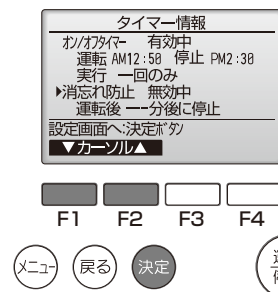 タイマー情報
ｵﾝ/ｵﾌﾀｲﾏｰ 有効中
運転 AM12:50 停止 PM2:30
実行 一回のみ
▶消忘れ防止 無効中
運転後 --分後に停止
設定画面へ:決定ﾎﾞﾀﾝ
▼カーソル▲
F1 F2 F3 F4
メニュー 戻る 決定